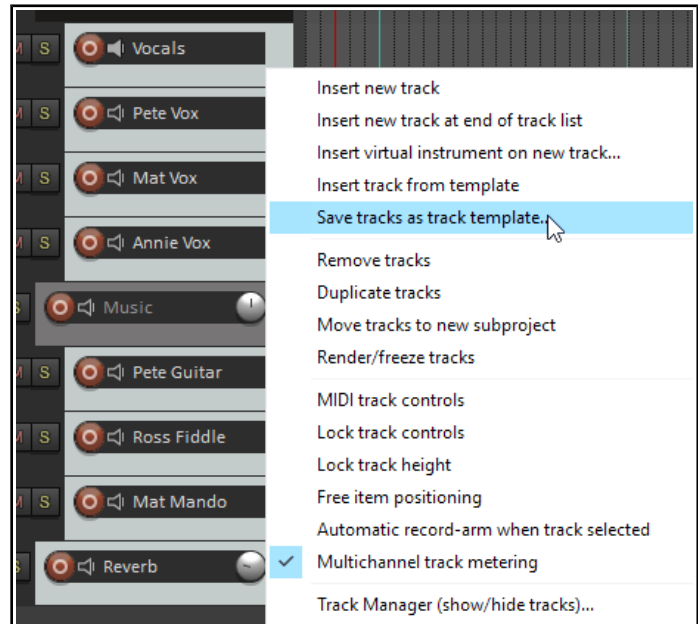 M S Vocals
Insert new track
M S Pete Vox
Insert new track at end of track list
Insert virtual instrument on new track...
M S Mat Vox
Insert track from template
Save tracks as track template...
M S Annie Vox
Remove tracks
Duplicate tracks
S Music
Move tracks to new subproject
Render/freeze tracks
M S Pete Guitar
MIDI track controls
M S Ross Fiddle
Lock track controls
Lock track height
M S Mat Mando
Free item positioning
Automatic record-arm when track selected
S Reverb
Multichannel track metering
Track Manager (show/hide tracks)...